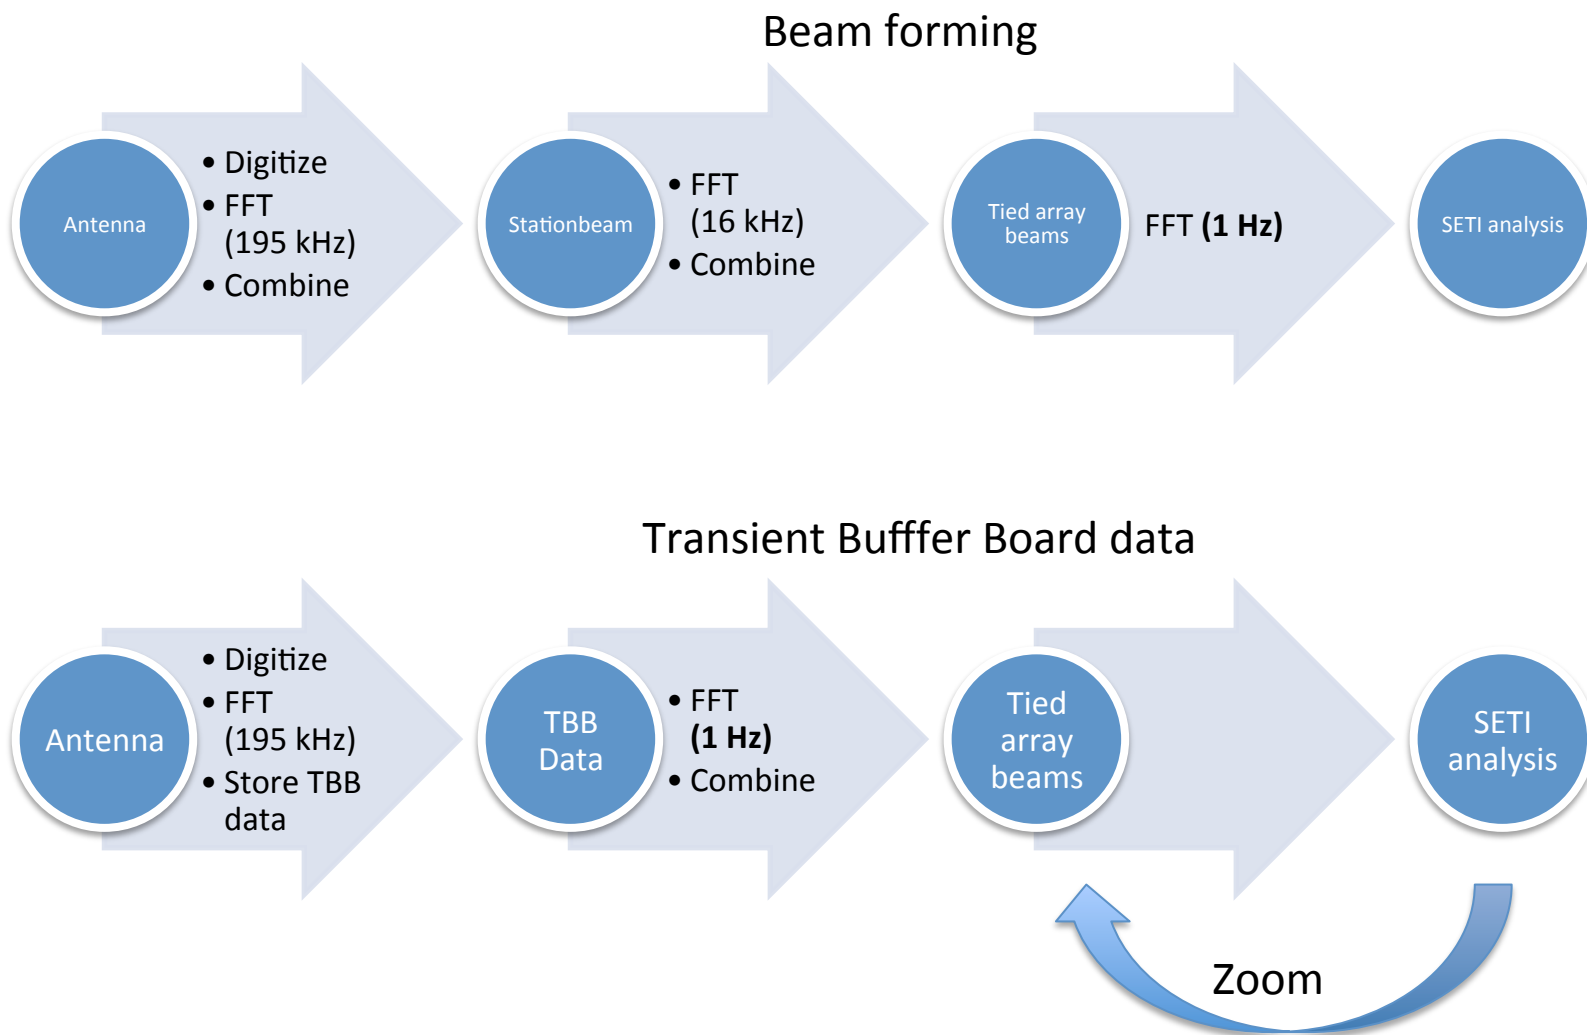 Beam forming
Antenna
• Digitize
• FFT
(195 kHz)
• Combine
Stationbeam
• FFT
(16 kHz)
• Combine
Tied array
beams
FFT (1 Hz)
SETI analysis
Transient Bufffer Board data
Antenna
• Digitize
• FFT
(195 kHz)
• Store TBB
data
TBB
Data
• FFT
(1 Hz)
• Combine
Tied
array
beams
SETI
analysis
Zoom